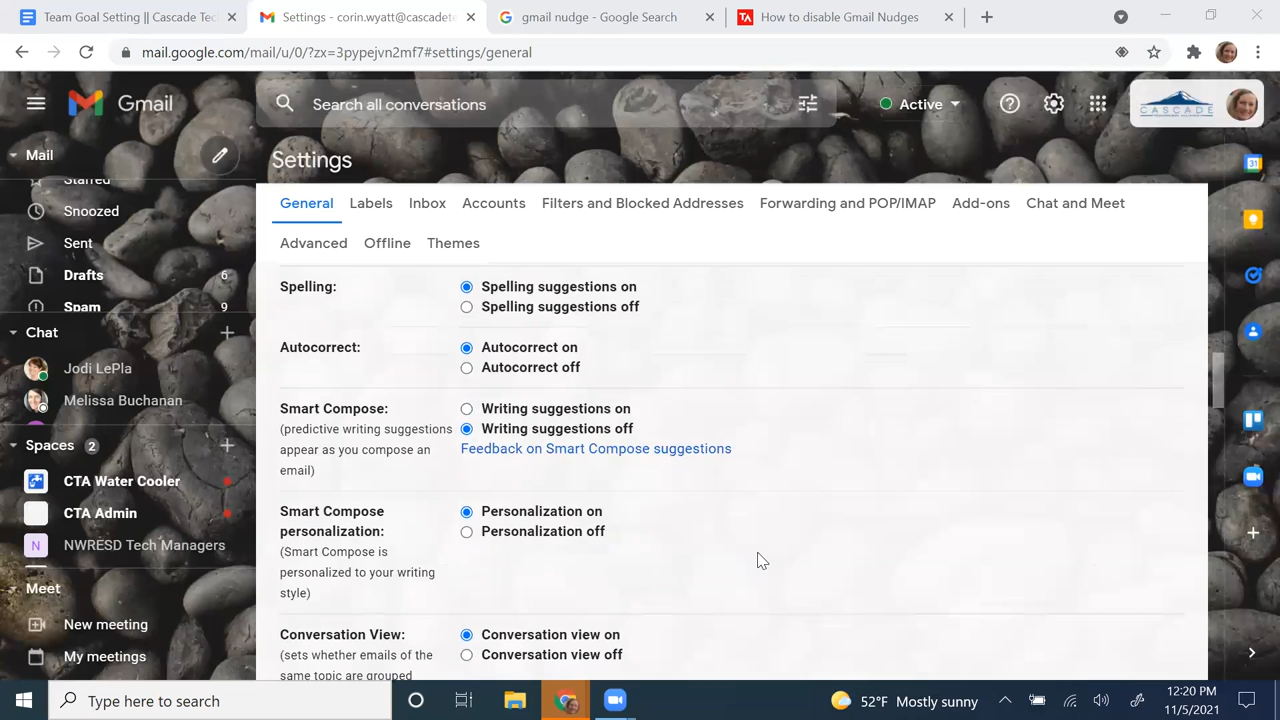 Team Goal Setting || Cascade Tec
Settings - corin.wyatt@cascadete
gmail nudge - Google Search
How to disable Gmail Nudges
mail.google.com/mail/u/0/?zx=3pypejvn2mf7#settings/general
Gmail
Search all conversations
Active
CASCADE
Mail
Starred
Snoozed
Sent
Drafts 6
Spam 9
Chat
Jodi LePla
Melissa Buchanan
Spaces 2
CTA Water Cooler
CTA Admin
N NWRESD Tech Managers
Meet
New meeting
My meetings
Settings
General Labels Inbox Accounts Filters and Blocked Addresses Forwarding and POP/IMAP Add-ons Chat and Meet
Advanced Offline Themes
Spelling: Spelling suggestions on
Spelling suggestions off
Autocorrect: Autocorrect on
Autocorrect off
Smart Compose: Writing suggestions on
(predictive writing suggestions Writing suggestions off
appear as you compose an Feedback on Smart Compose suggestions
email)
Smart Compose Personalization on
personalization: Personalization off
(Smart Compose is
personalized to your writing
style)
Conversation View: Conversation view on
(sets whether emails of the Conversation view off
same topic are grouped
31
Type here to search
52°F Mostly sunny
12:20 PM
11/5/2021